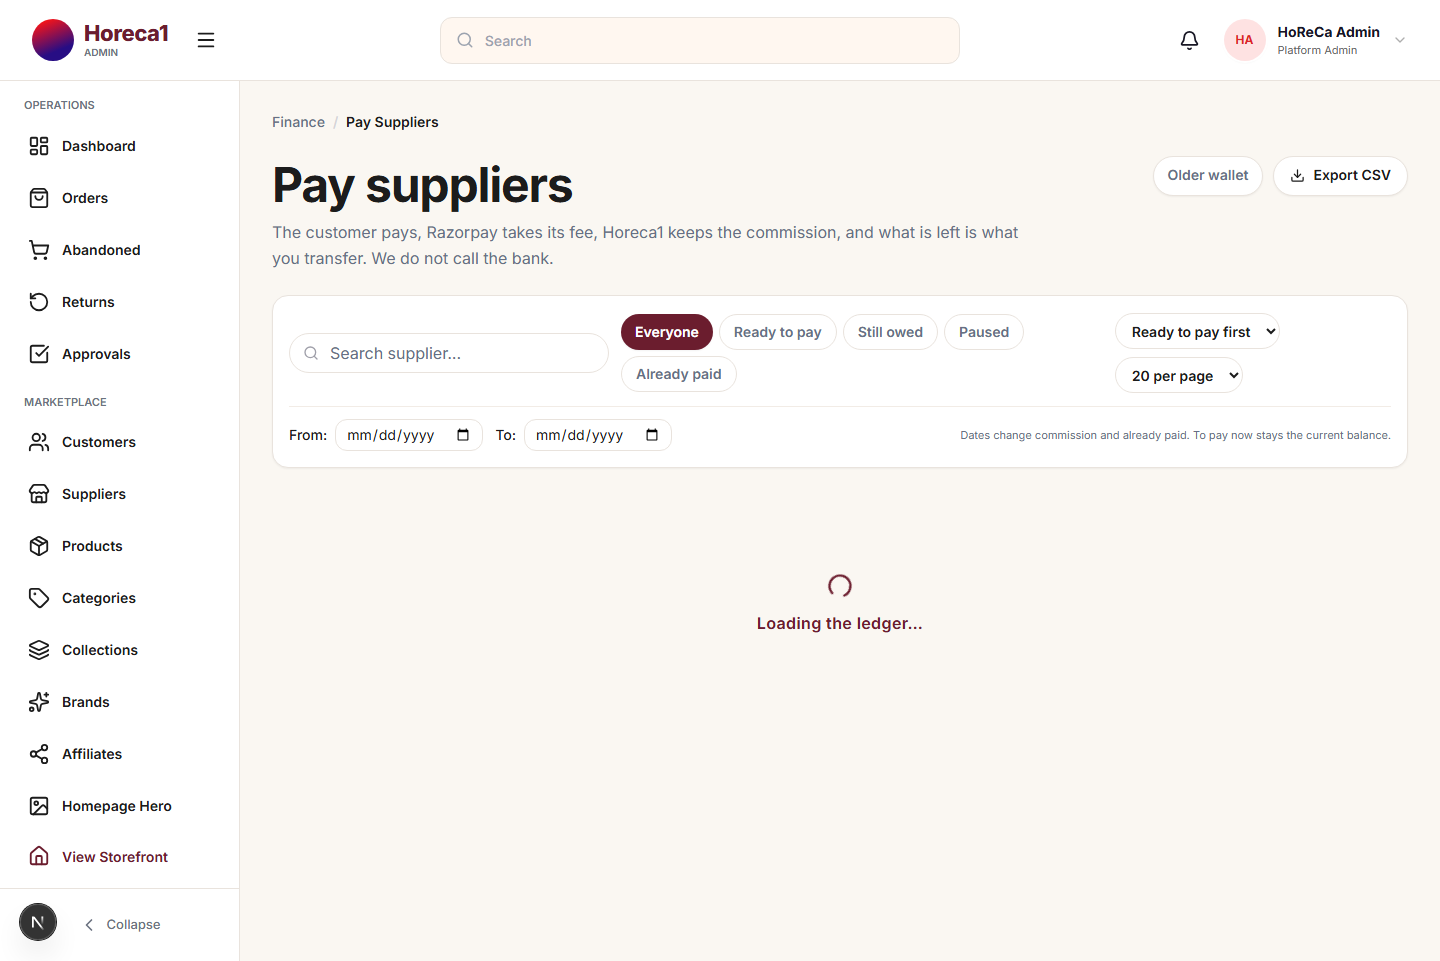 Horeca1
ADMIN
Search
HA
HoReCa Admin
Platform Admin
OPERATIONS
Dashboard
Orders
Abandoned
Returns
Approvals
MARKETPLACE
Customers
Suppliers
Products
Categories
Collections
Brands
Affiliates
Homepage Hero
View Storefront
N
Collapse
Finance / Pay Suppliers
Pay suppliers
Older wallet
Export CSV
The customer pays, Razorpay takes its fee, Horeca1 keeps the commission, and what is left is what
you transfer. We do not call the bank.
Search supplier...
Everyone
Ready to pay
Still owed
Paused
Already paid
Ready to pay first
20 per page
From: mm/dd/yyyy
To: mm/dd/yyyy
Dates change commission and already paid. To pay now stays the current balance.
Loading the ledger...